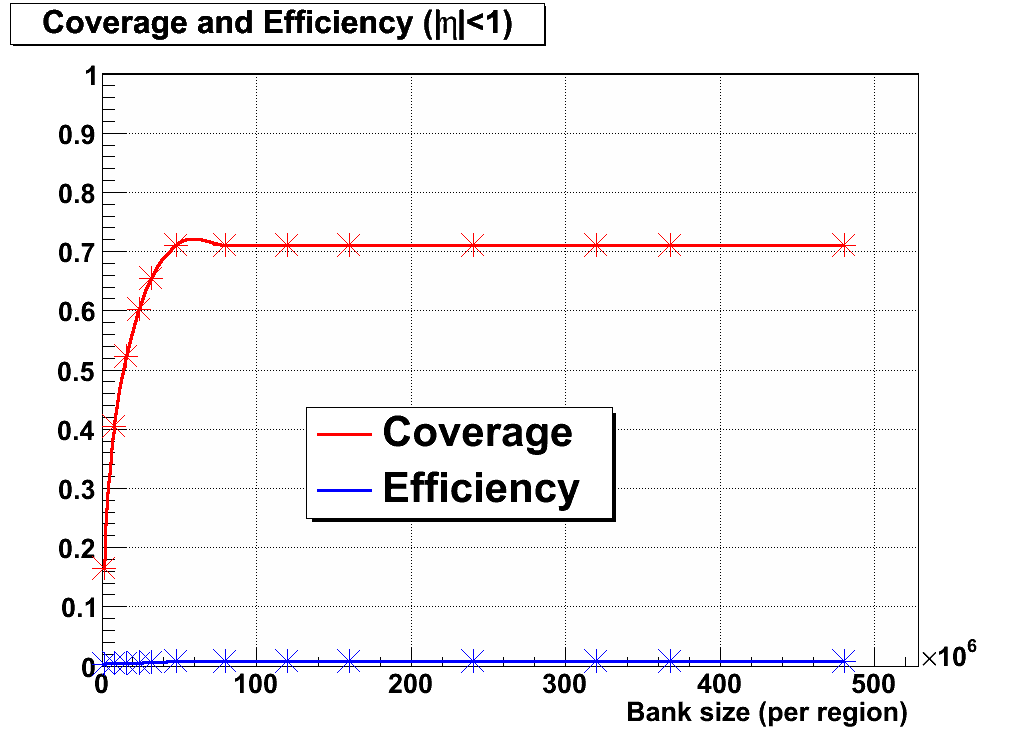 Coverage and Efficiency (|η|<1)
1
0.9
0.8
0.7
0.6
0.5
0.4
0.3
0.2
0.1
0
Coverage
Efficiency
0 100 200 300 400 500
×10⁶
Bank size (per region)